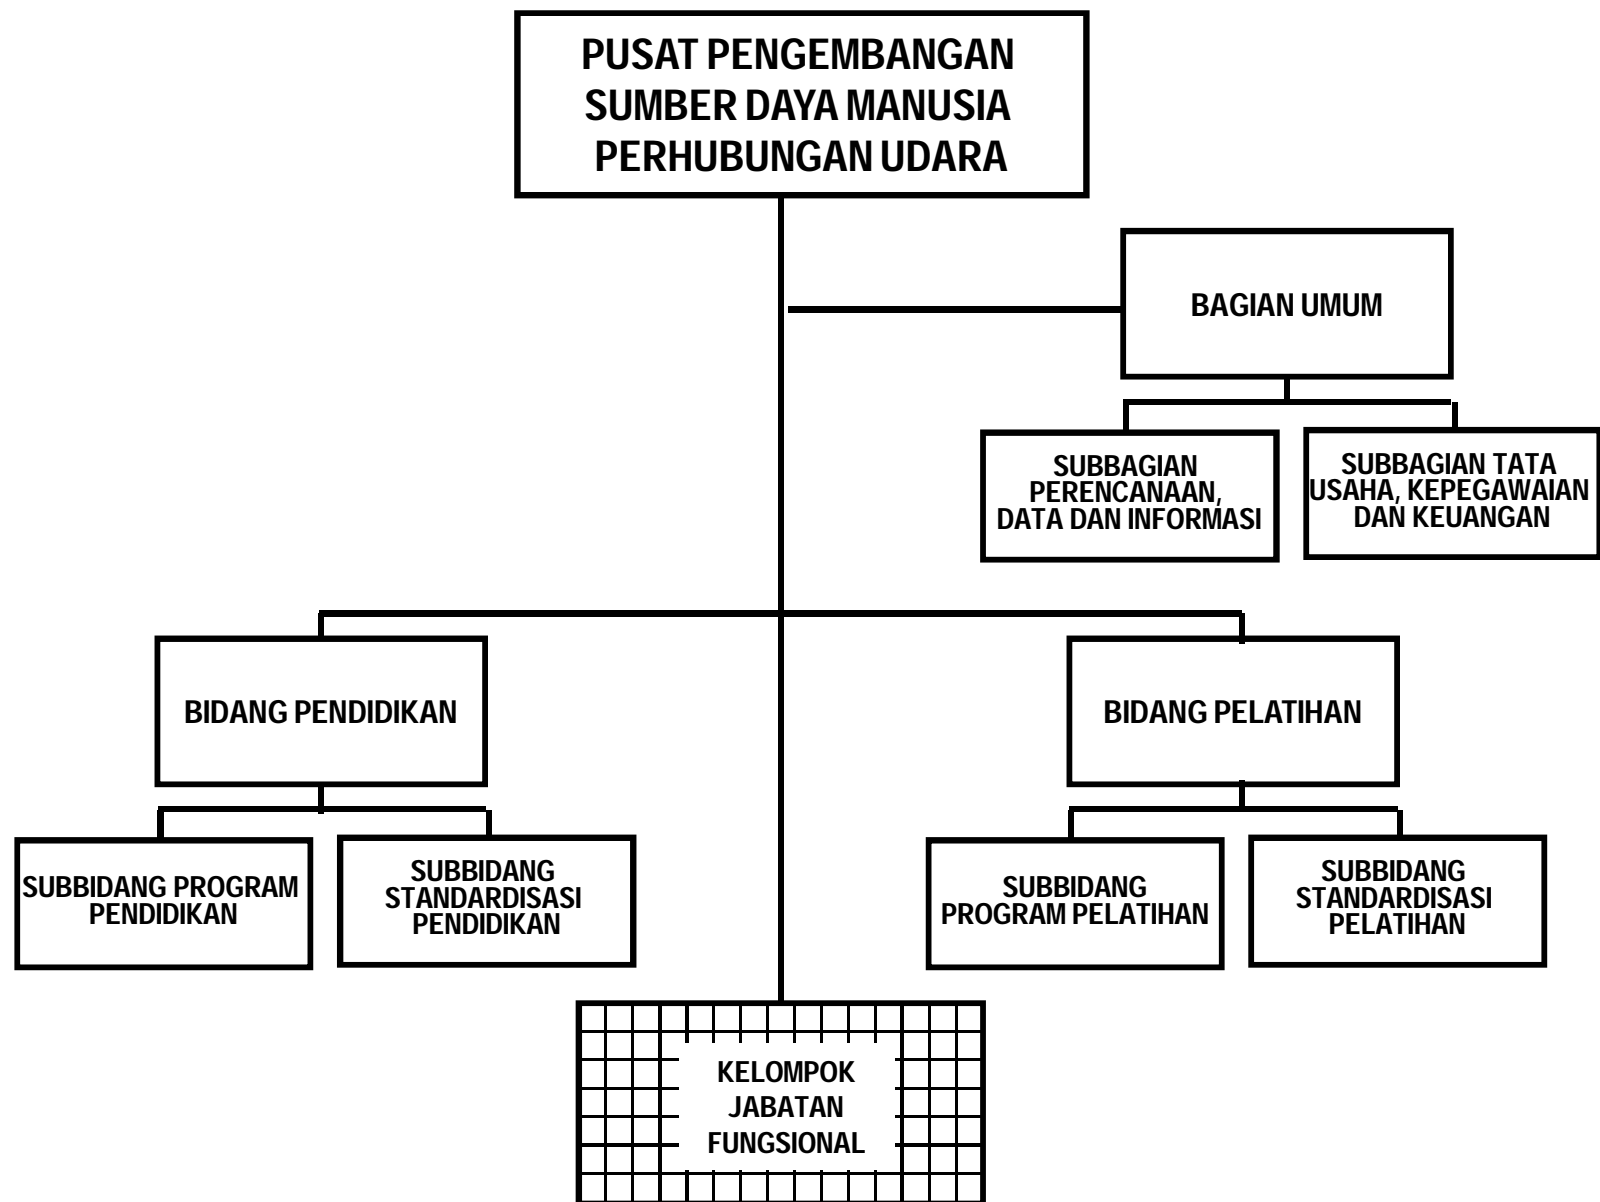 PUSAT PENGEMBANGAN
SUMBER DAYA MANUSIA
PERHUBUNGAN UDARA
BAGIAN UMUM
SUBBAGIAN
PERENCANAAN,
DATA DAN INFORMASI
SUBBAGIAN TATA
USAHA, KEPEGAWAIAN
DAN KEUANGAN
BIDANG PENDIDIKAN
BIDANG PELATIHAN
SUBBIDANG PROGRAM
PENDIDIKAN
SUBBIDANG
STANDARDISASI
PENDIDIKAN
SUBBIDANG
PROGRAM PELATIHAN
SUBBIDANG
STANDARDISASI
PELATIHAN
KELOMPOK
JABATAN
FUNGSIONAL